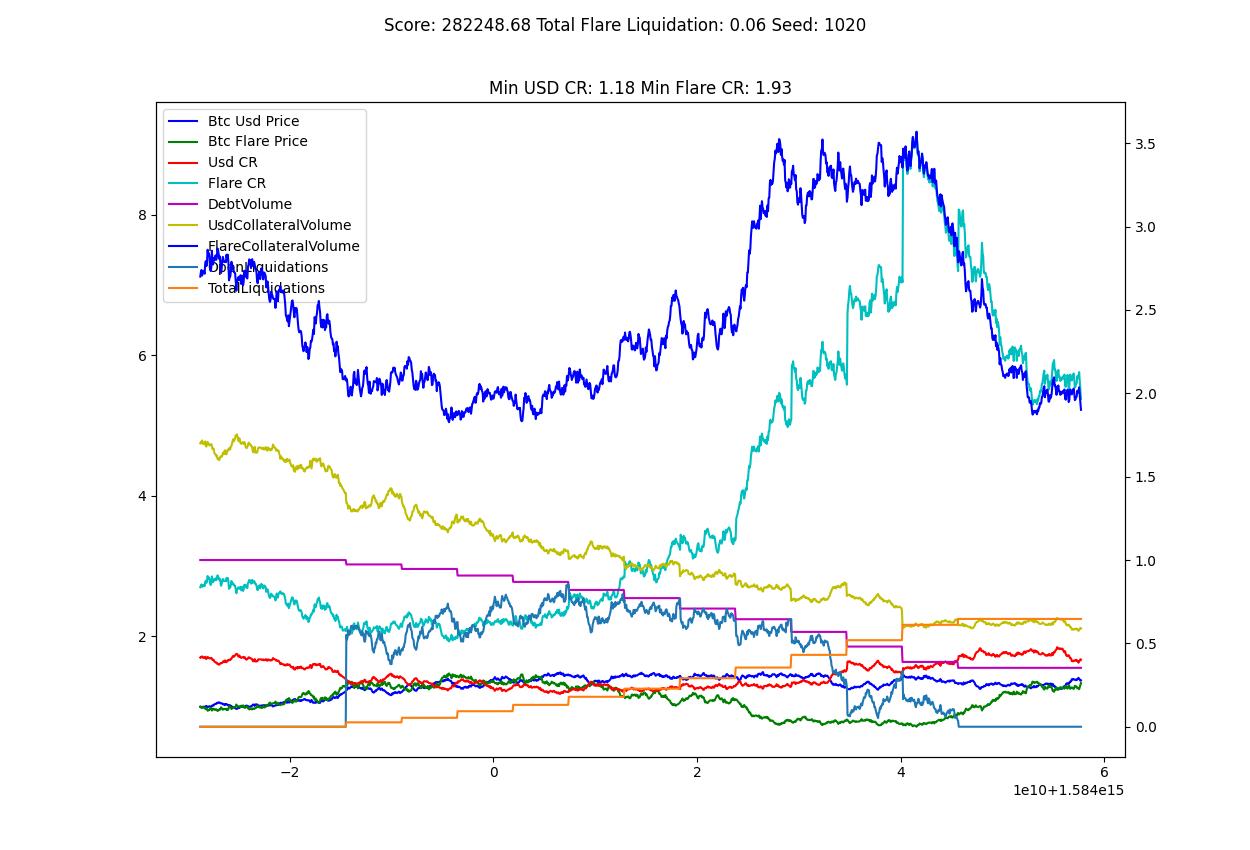 Score: 282248.68 Total Flare Liquidation: 0.06 Seed: 1020
Min USD CR: 1.18 Min Flare CR: 1.93
Btc Usd Price
Btc Flare Price
Usd CR
Flare CR
DebtVolume
UsdCollateralVolume
FlareCollateralVolume
OpenLiquidations
TotalLiquidations
8
6
4
2
3.5
3.0
2.5
2.0
1.5
1.0
0.5
0.0
−2
0
2
4
6
1e10+1.584e15